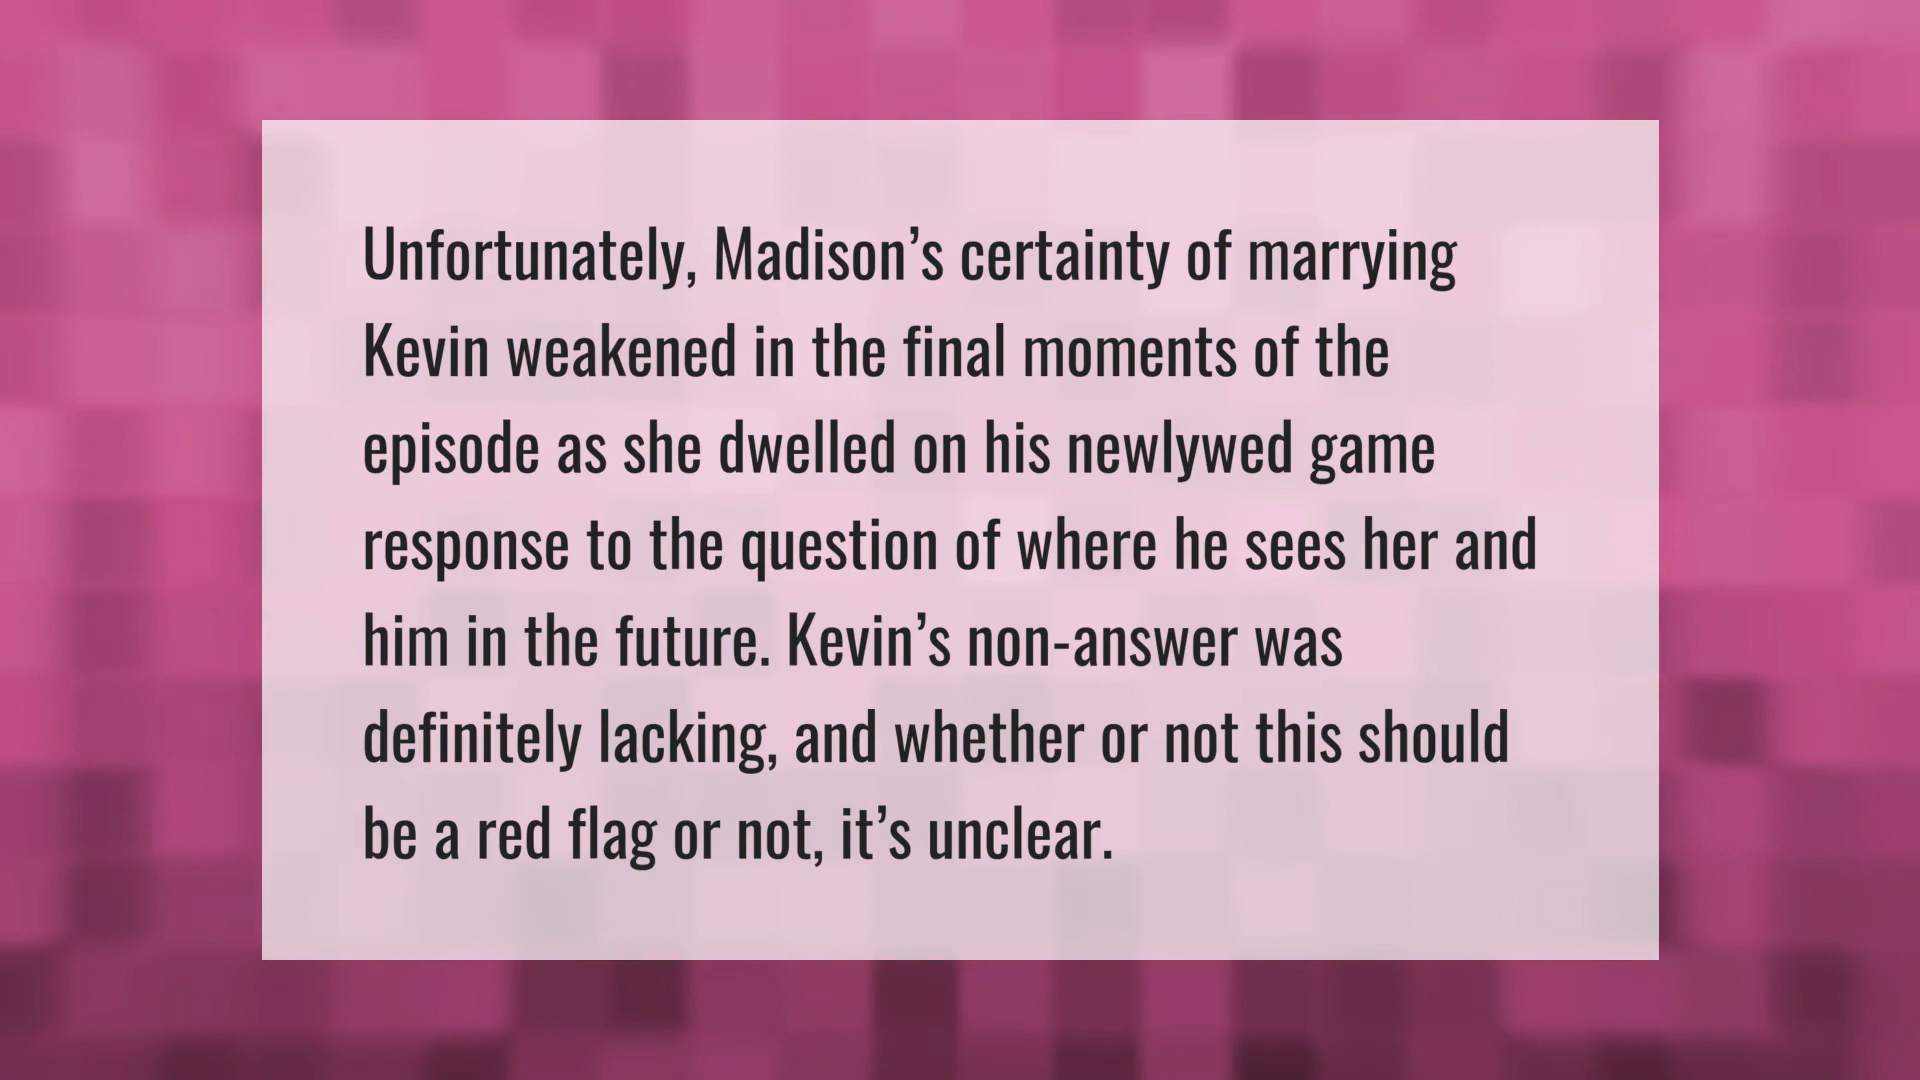 Unfortunately, Madison’s certainty of marrying
Kevin weakened in the final moments of the
episode as she dwelled on his newlywed game
response to the question of where he sees her and
him in the future. Kevin’s non-answer was
definitely lacking, and whether or not this should
be a red flag or not, it’s unclear.